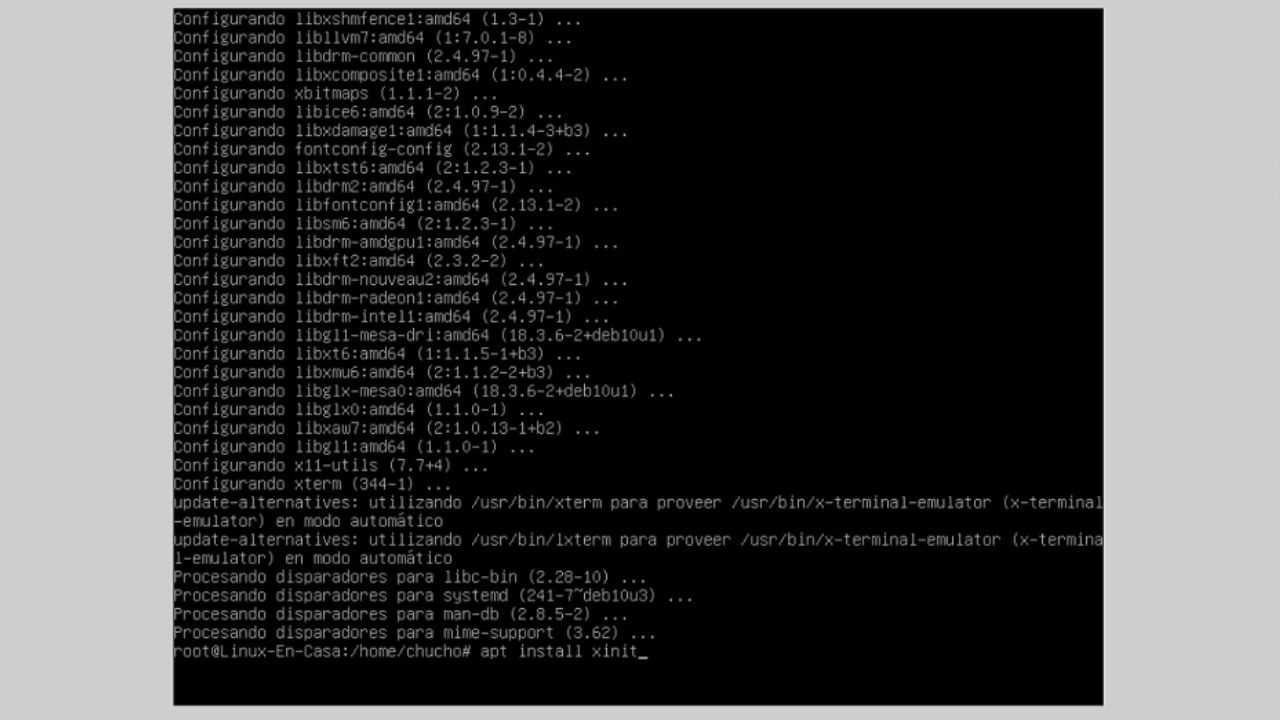 Configurando libxshmfence1:amd64 (1.3-1) ...
Configurando libllvm7:amd64 (1:7.0.1-8) ...
Configurando libdrm-common (2.4.97-1) ...
Configurando libxcomposite1:amd64 (1:0.4.4-2) ...
Configurando xbitmaps (1.1.1-2) ...
Configurando libice6:amd64 (2:1.0.9-2) ...
Configurando libxdamage1:amd64 (1:1.1.4-3+b3) ...
Configurando fontconfig-config (2.13.1-2) ...
Configurando libxtst6:amd64 (2:1.2.3-1) ...
Configurando libdrm2:amd64 (2.4.97-1) ...
Configurando libfontconfig1:amd64 (2.13.1-2) ...
Configurando libsm6:amd64 (2:1.2.3-1) ...
Configurando libdrm-amdgpu1:amd64 (2.4.97-1) ...
Configurando libxft2:amd64 (2.3.2-2) ...
Configurando libdrm-nouveau2:amd64 (2.4.97-1) ...
Configurando libdrm-radeon1:amd64 (2.4.97-1) ...
Configurando libdrm-intel1:amd64 (2.4.97-1) ...
Configurando libgl1-mesa-dri:amd64 (18.3.6-2+deb10u1) ...
Configurando libxt6:amd64 (1:1.1.5-1+b3) ...
Configurando libxmu6:amd64 (2:1.1.2-2+b3) ...
Configurando libglx-mesa0:amd64 (18.3.6-2+deb10u1) ...
Configurando libglx0:amd64 (1.1.0-1) ...
Configurando libxaw7:amd64 (2:1.0.13-1+b2) ...
Configurando libgl1:amd64 (1.1.0-1) ...
Configurando x11-utils (7.7+4) ...
Configurando xterm (344-1) ...
update-alternatives: utilizando /usr/bin/xterm para proveer /usr/bin/x-terminal-emulator (x-terminal
-emulator) en modo automático
update-alternatives: utilizando /usr/bin/lxterm para proveer /usr/bin/x-terminal-emulator (x-termina
l-emulator) en modo automático
Procesando disparadores para libc-bin (2.28-10) ...
Procesando disparadores para systemd (241-7~deb10u3) ...
Procesando disparadores para man-db (2.8.5-2) ...
Procesando disparadores para mime-support (3.62) ...
root@Linux-En-Casa:/home/chucho# apt install xinit_